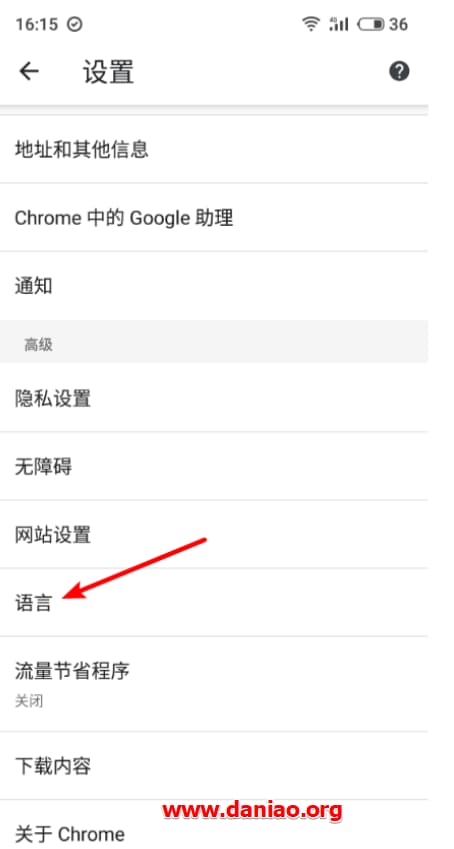 16:15 4G 36
设置
地址和其他信息
Chrome 中的 Google 助理
通知
高级
隐私设置
无障碍
网站设置
语言
流量节省程序
关闭
下载内容
www.daniao.org
关于 Chrome